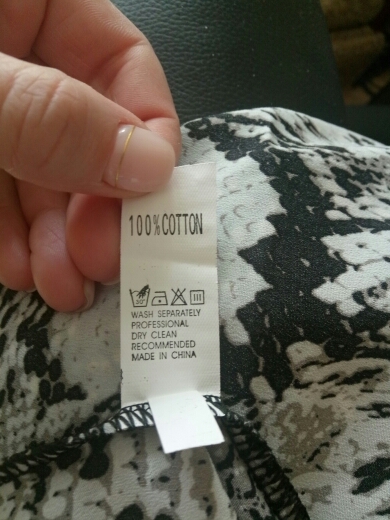 100%COTTON
WASH SEPARATELY
PROFESSIONAL
DRY CLEAN
RECOMMENDED
MADE IN CHINA